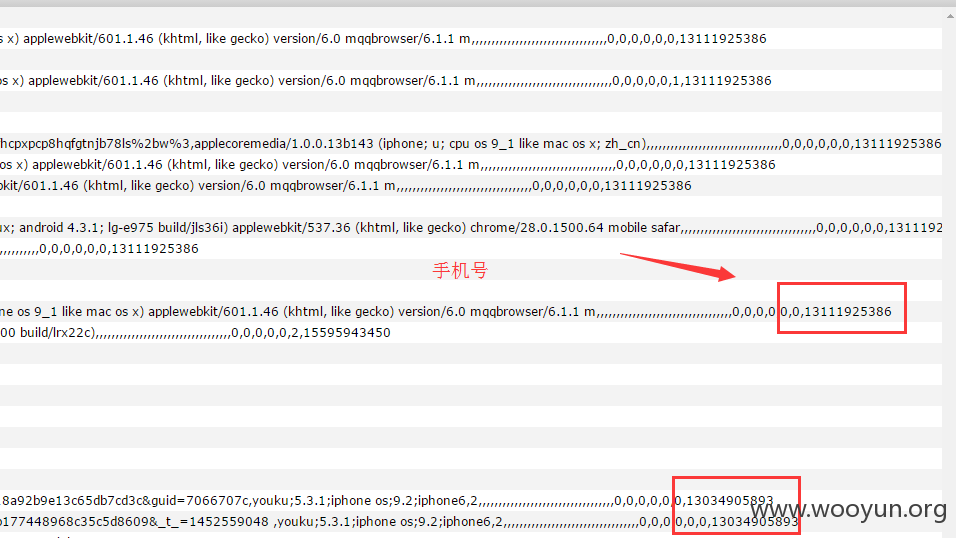 s x) applewebkit/601.1.46 (khtml, like gecko) version/6.0 mqqbrowser/6.1.1 m,,,,,,,,,,,,,,,,,,,,,,,,,,,,,,,,,,0,0,0,0,0,0,13111925386
os x) applewebkit/601.1.46 (khtml, like gecko) version/6.0 mqqbrowser/6.1.1 m,,,,,,,,,,,,,,,,,,,,,,,,,,,,,,,,,,0,0,0,0,0,1,13111925386
fhcpxpcp8hqfgtnjb78ls%2bw%3,applecoremedia/1.0.0.13b143 (iphone; u; cpu os 9_1 like mac os x; zh_cn),,,,,,,,,,,,,,,,,,,,,,,,,,,,,,,,,,0,0,0,0,0,0,13111925386
os x) applewebkit/601.1.46 (khtml, like gecko) version/6.0 mqqbrowser/6.1.1 m,,,,,,,,,,,,,,,,,,,,,,,,,,,,,,,,,,0,0,0,0,0,0,13111925386
bkit/601.1.46 (khtml, like gecko) version/6.0 mqqbrowser/6.1.1 m,,,,,,,,,,,,,,,,,,,,,,,,,,,,,,,,,,0,0,0,0,0,0,13111925386
ux; android 4.3.1; lg-e975 build/jls36i) applewebkit/537.36 (khtml, like gecko) chrome/28.0.1500.64 mobile safar,,,,,,,,,,,,,,,,,,,,,,,,,,,,,,,,,,0,0,0,0,0,0,1311192
,,,,,,,,,,0,0,0,0,0,0,13111925386
手机号
ne os 9_1 like mac os x) applewebkit/601.1.46 (khtml, like gecko) version/6.0 mqqbrowser/6.1.1 m,,,,,,,,,,,,,,,,,,,,,,,,,,,,,,,,,,0,0,0,0,0,0,13111925386
00 build/lrx22c),,,,,,,,,,,,,,,,,,,,,,,,,,,,,,,,,,0,0,0,0,0,2,15595943450
8a92b9e13c65db7cd3c&guid=7066707c,youku;5.3.1;iphone os;9.2;iphone6,2,,,,,,,,,,,,,,,,,,,,,,,,,,,,,,,,,,0,0,0,0,0,0,13034905893
b177448968c35c5d8609&_t_=1452559048 ,youku;5.3.1;iphone os;9.2;iphone6,2,,,,,,,,,,,,,,,,,,,,,,,,,,,,,,,,,,0,0,0,0,0,0,13034905893
www.wooyun.org